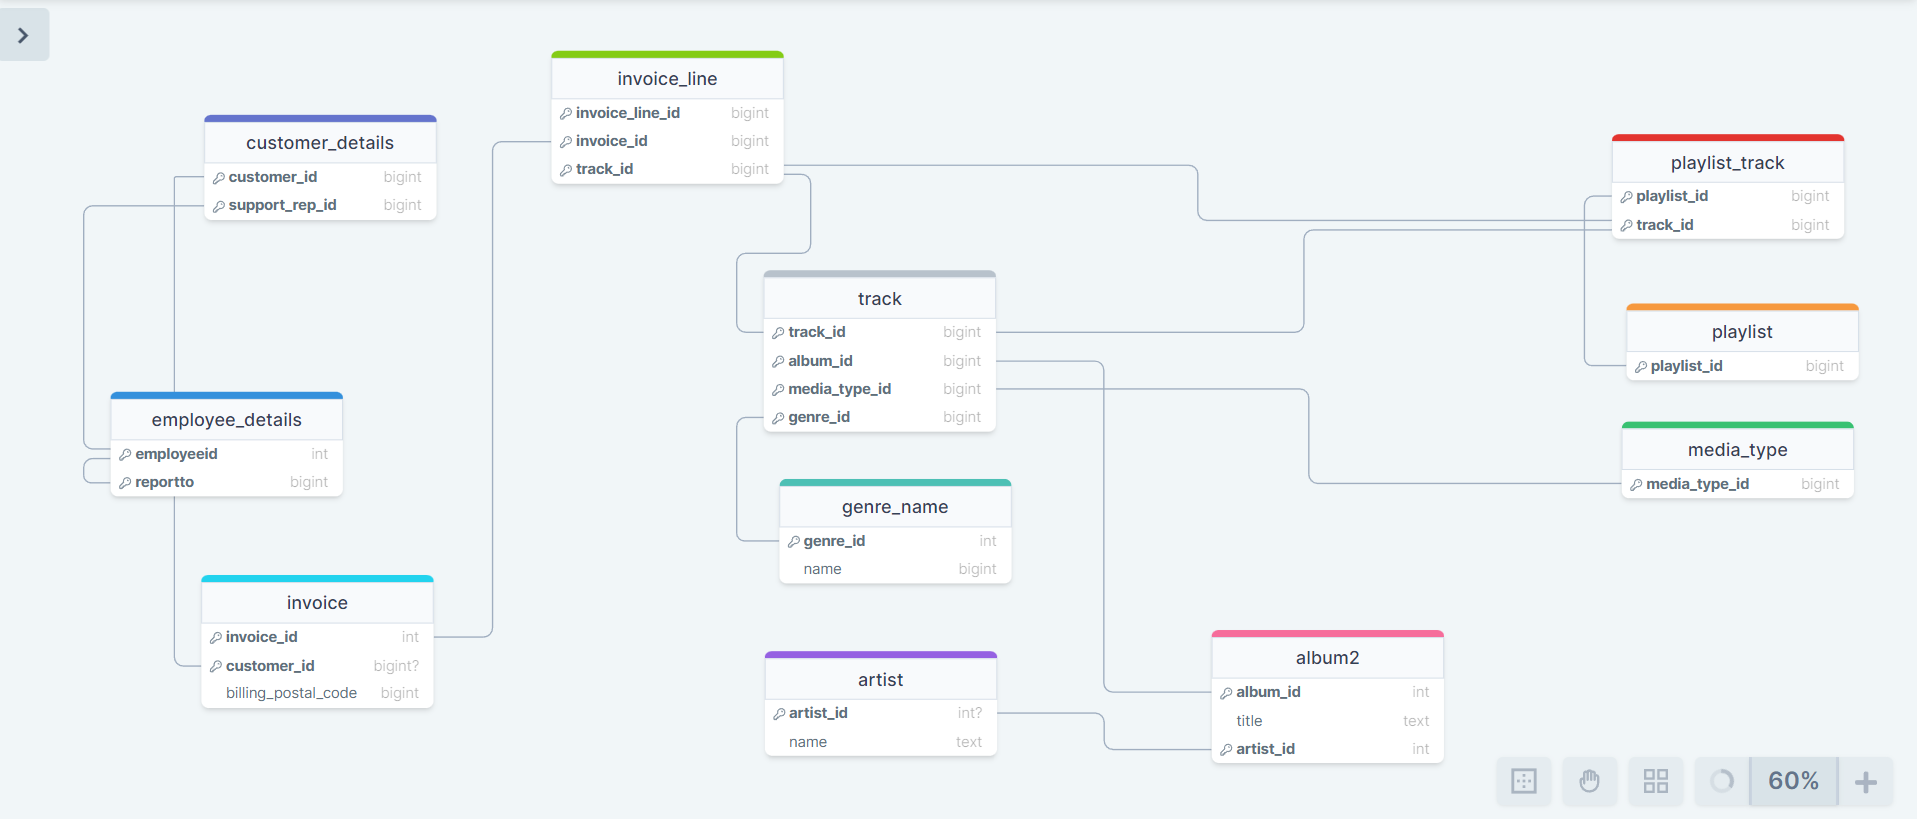 invoice_line
invoice_line_id bigint
invoice_id bigint
track_id bigint
customer_details
customer_id bigint
support_rep_id bigint
playlist_track
playlist_id bigint
track_id bigint
track
track_id bigint
album_id bigint
media_type_id bigint
genre_id bigint
playlist
playlist_id bigint
employee_details
employeeid int
reportto bigint
media_type
media_type_id bigint
genre_name
genre_id int
name bigint
invoice
invoice_id int
customer_id bigint?
billing_postal_code bigint
artist
artist_id int?
name text
album2
album_id int
title text
artist_id int
60%